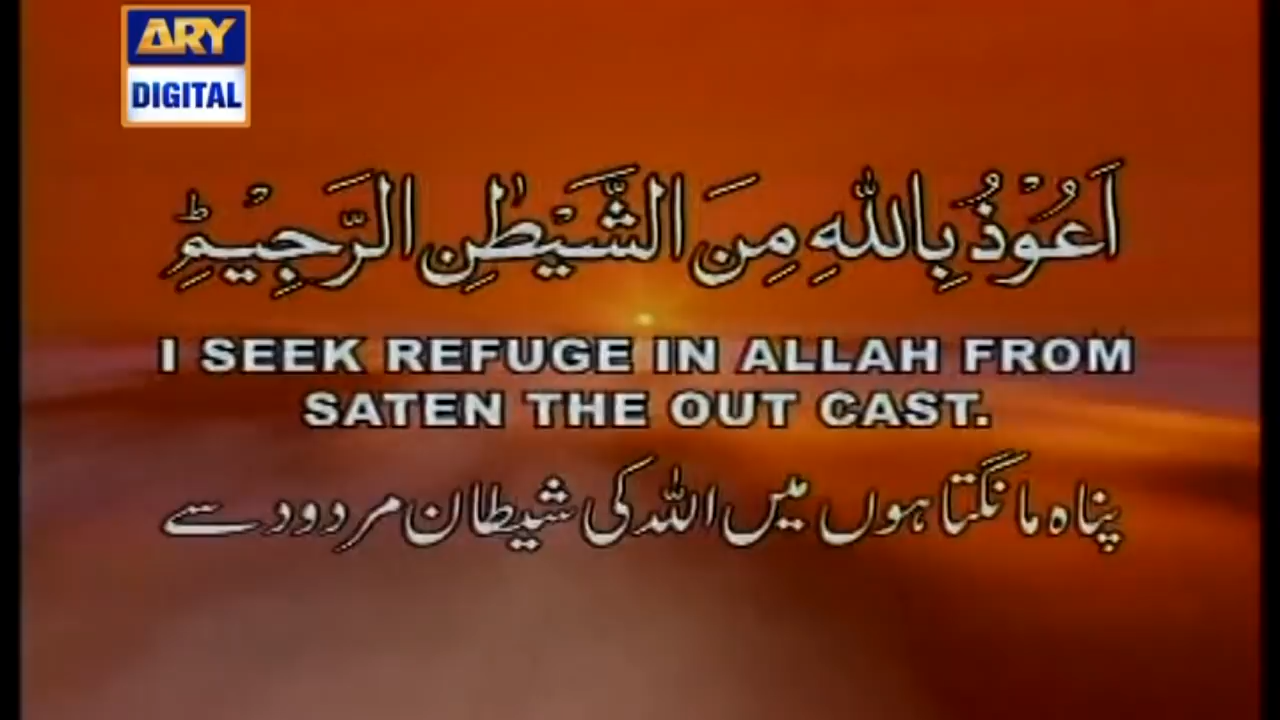 ARY
DIGITAL
اَعُوْذُ بِاللّٰهِ مِنَ الشَّيْطٰنِ الرَّجِيْمِؕ
I SEEK REFUGE IN ALLAH FROM
SATEN THE OUT CAST.
پناہ مانگتا ہوں میں اللہ کی شیطان مردود سے